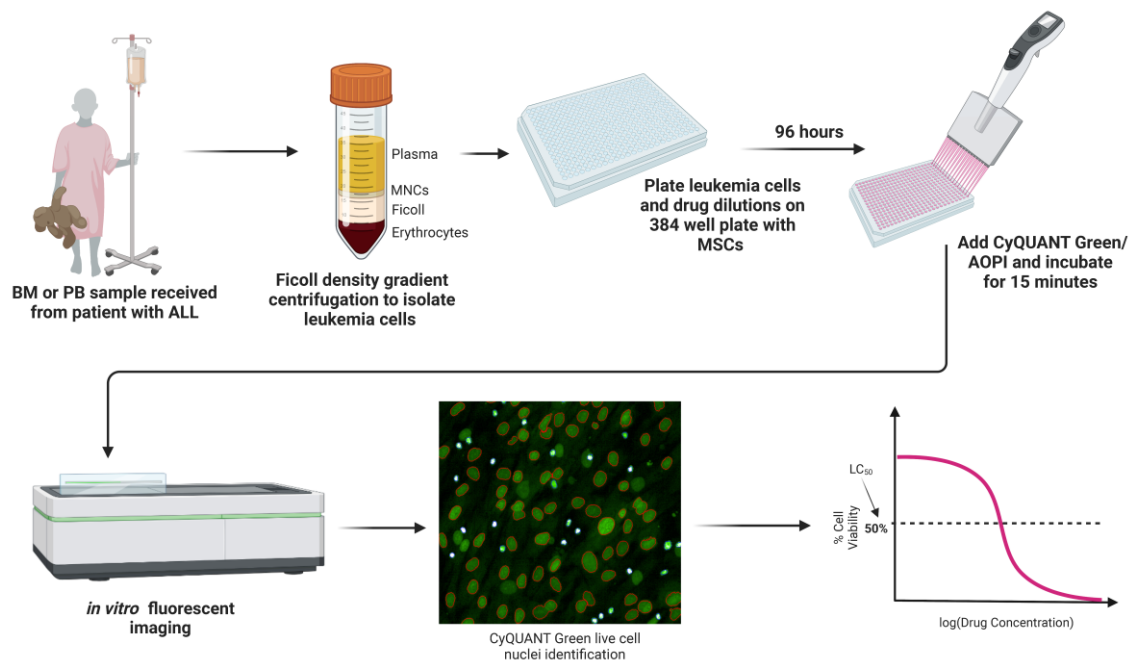 BM or PB sample received
from patient with ALL
Plasma
MNCs
Ficoll
Erythrocytes
Ficoll density gradient
centrifugation to isolate
leukemia cells
Plate leukemia cells
and drug dilutions on
384 well plate with
MSCs
96 hours
Add CyQUANT Green/
AOPI and incubate
for 15 minutes
in vitro fluorescent
imaging
CyQUANT Green live cell
nuclei identification
LC50
% Cell
Viability
50%
log(Drug Concentration)